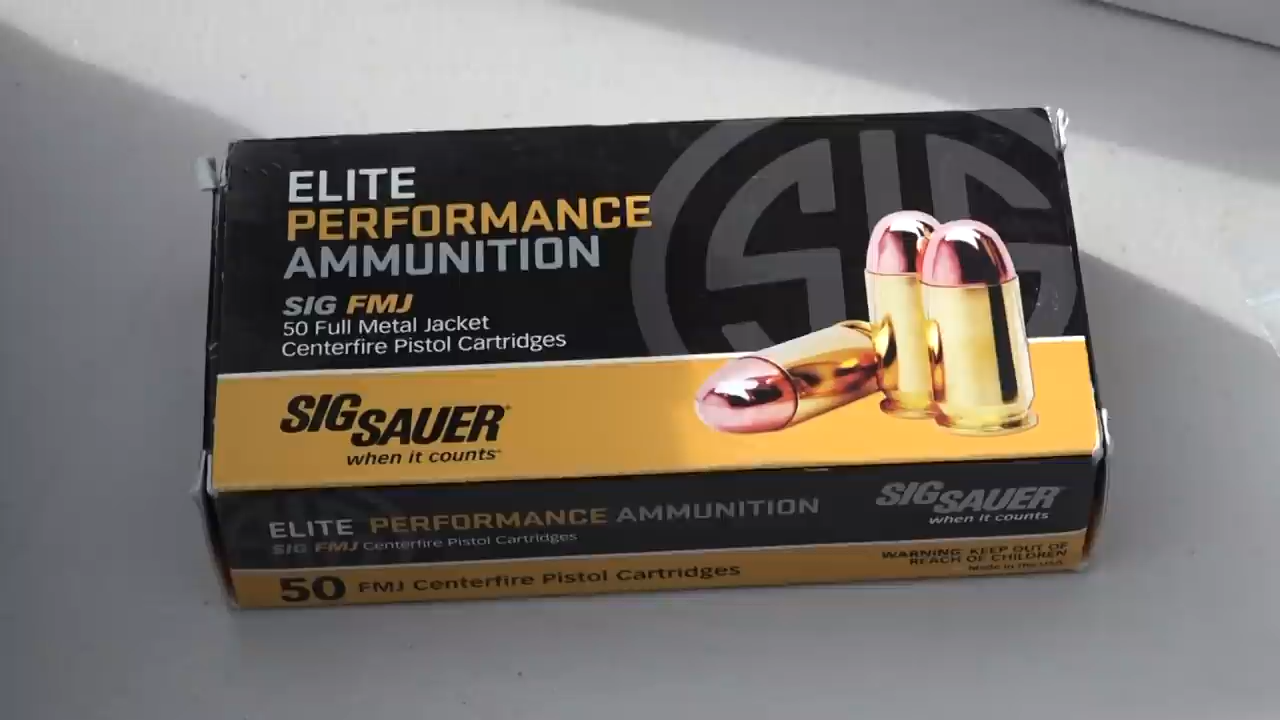 SIG
ELITE
PERFORMANCE
AMMUNITION
SIG FMJ
50 Full Metal Jacket
Centerfire Pistol Cartridges
SIG SAUER
when it counts
ELITE PERFORMANCE AMMUNITION
SIG FMJ Centerfire Pistol Cartridges
50 FMJ Centerfire Pistol Cartridges
SIG SAUER
when it counts
WARNING: KEEP OUT OF
REACH OF CHILDREN
Made in the USA